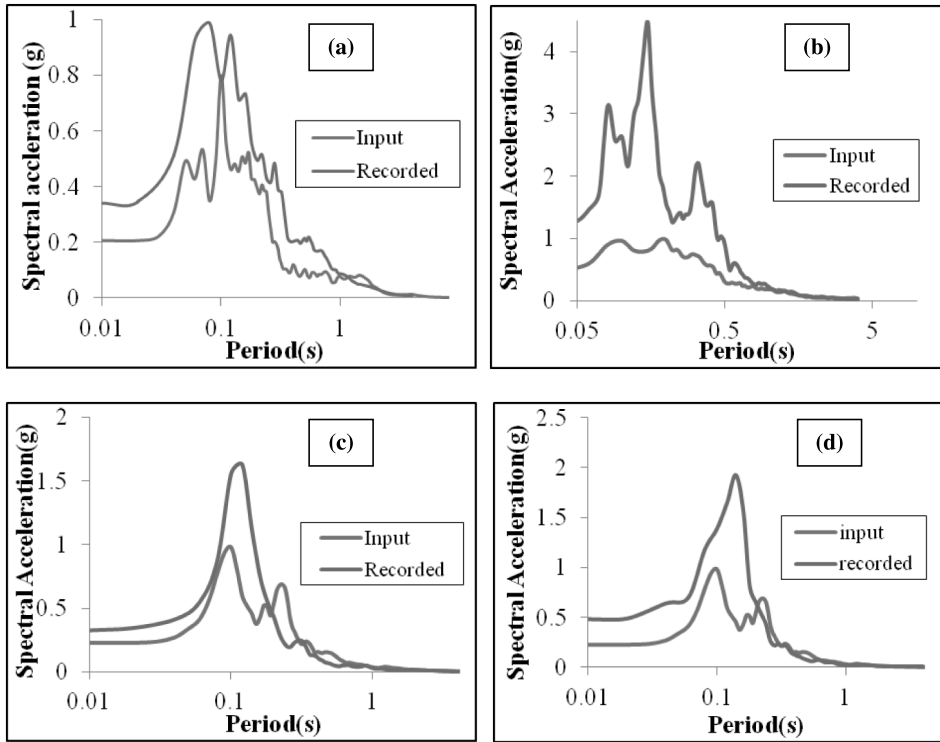 (a)
Spectral accleration (g)
1
0.8
0.6
0.4
0.2
0
0.01
0.1
1
Period(s)
Input
Recorded
(b)
Spectral Acceleration(g)
4
3
2
1
0
0.05
0.5
5
Period(s)
Input
Recorded
(c)
Spectral Acceleration(g)
2
1.5
1
0.5
0
0.01
0.1
1
Period(s)
Input
Recorded
(d)
Spectral Acceleration(g)
2.5
2
1.5
1
0.5
0
0.01
0.1
1
Period(s)
input
recorded